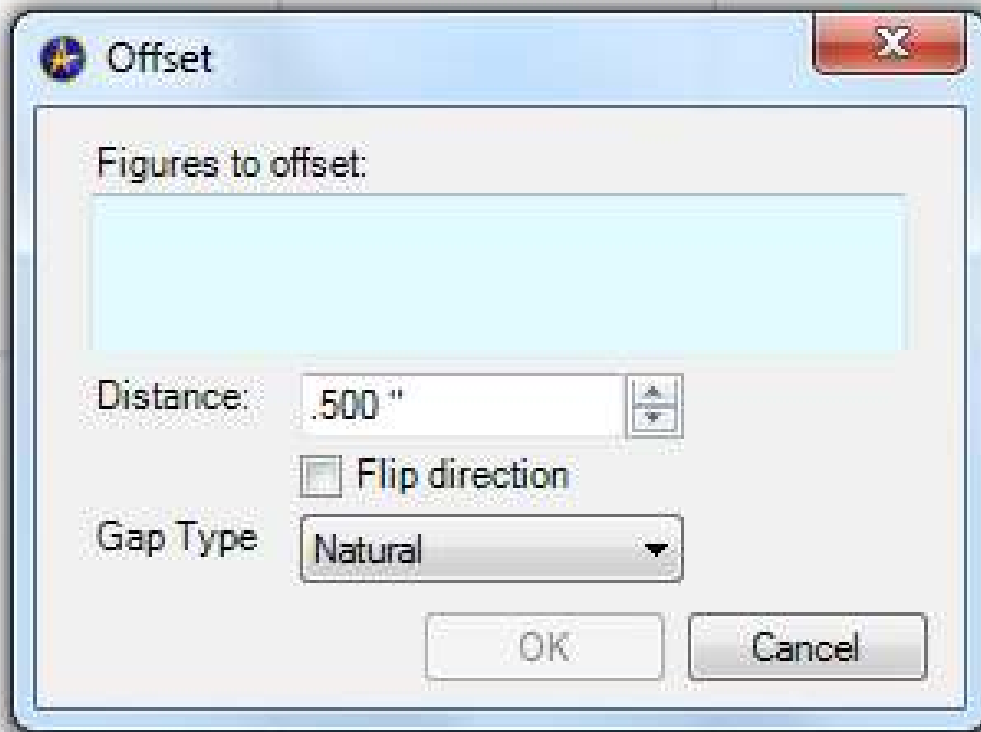 Offset
Figures to offset:
Distance: .500 "
Flip direction
Gap Type Natural
OK Cancel